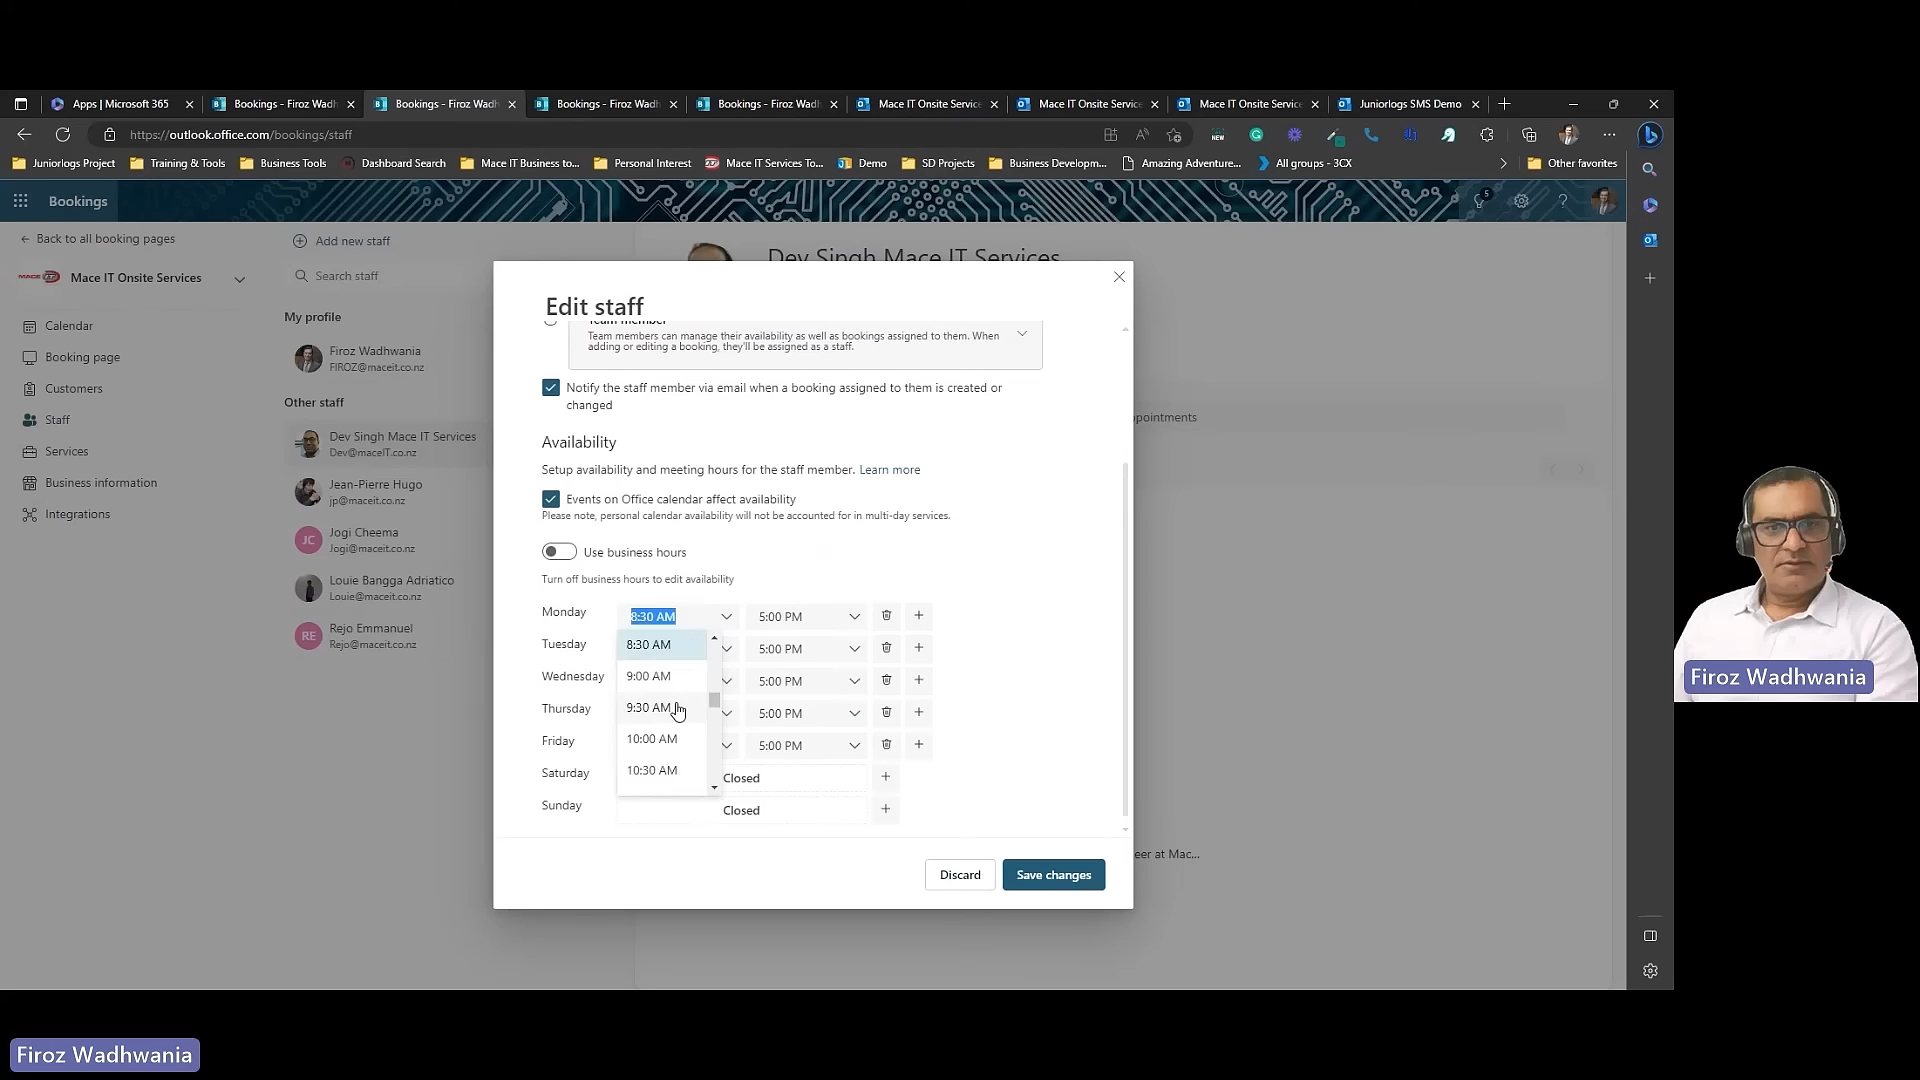 Apps | Microsoft 365
Bookings - Firoz Wadh
Bookings - Firoz Wadh
Bookings - Firoz Wadh
Bookings - Firoz Wadh
Mace IT Onsite Service
Mace IT Onsite Service
Mace IT Onsite Service
Juniorlogs SMS Demo
https://outlook.office.com/bookings/staff
NEW
Juniorlogs Project
Training & Tools
Business Tools
Dashboard Search
Mace IT Business to...
Personal Interest
Mace IT Services To...
Demo
SD Projects
Business Developm...
Amazing Adventure...
All groups - 3CX
Other favorites
Bookings
5
Back to all booking pages
Mace IT Onsite Services
Calendar
Booking page
Customers
Staff
Services
Business information
Integrations
Add new staff
Search staff
My profile
Firoz Wadhwania
FIROZ@maceit.co.nz
Other staff
Dev Singh Mace IT Services
Dev@maceIT.co.nz
Jean-Pierre Hugo
jp@maceit.co.nz
JC
Jogi Cheema
Jogi@maceit.co.nz
Louie Bangga Adriatico
Louie@maceit.co.nz
RE
Rejo Emmanuel
Rejo@maceit.co.nz
Dev Singh Mace IT Services
ppointments
eer at Mac...
Edit staff
Team member
Team members can manage their availability as well as bookings assigned to them. When
adding or editing a booking, they'll be assigned as a staff.
Notify the staff member via email when a booking assigned to them is created or
changed
Availability
Setup availability and meeting hours for the staff member. Learn more
Events on Office calendar affect availability
Please note, personal calendar availability will not be accounted for in multi-day services.
Use business hours
Turn off business hours to edit availability
Monday 8:30 AM 5:00 PM
Tuesday 5:00 PM
Wednesday 5:00 PM
Thursday 5:00 PM
Friday 5:00 PM
Saturday Closed
Sunday Closed
8:30 AM
9:00 AM
9:30 AM
10:00 AM
10:30 AM
Discard
Save changes
Firoz Wadhwania
Firoz Wadhwania